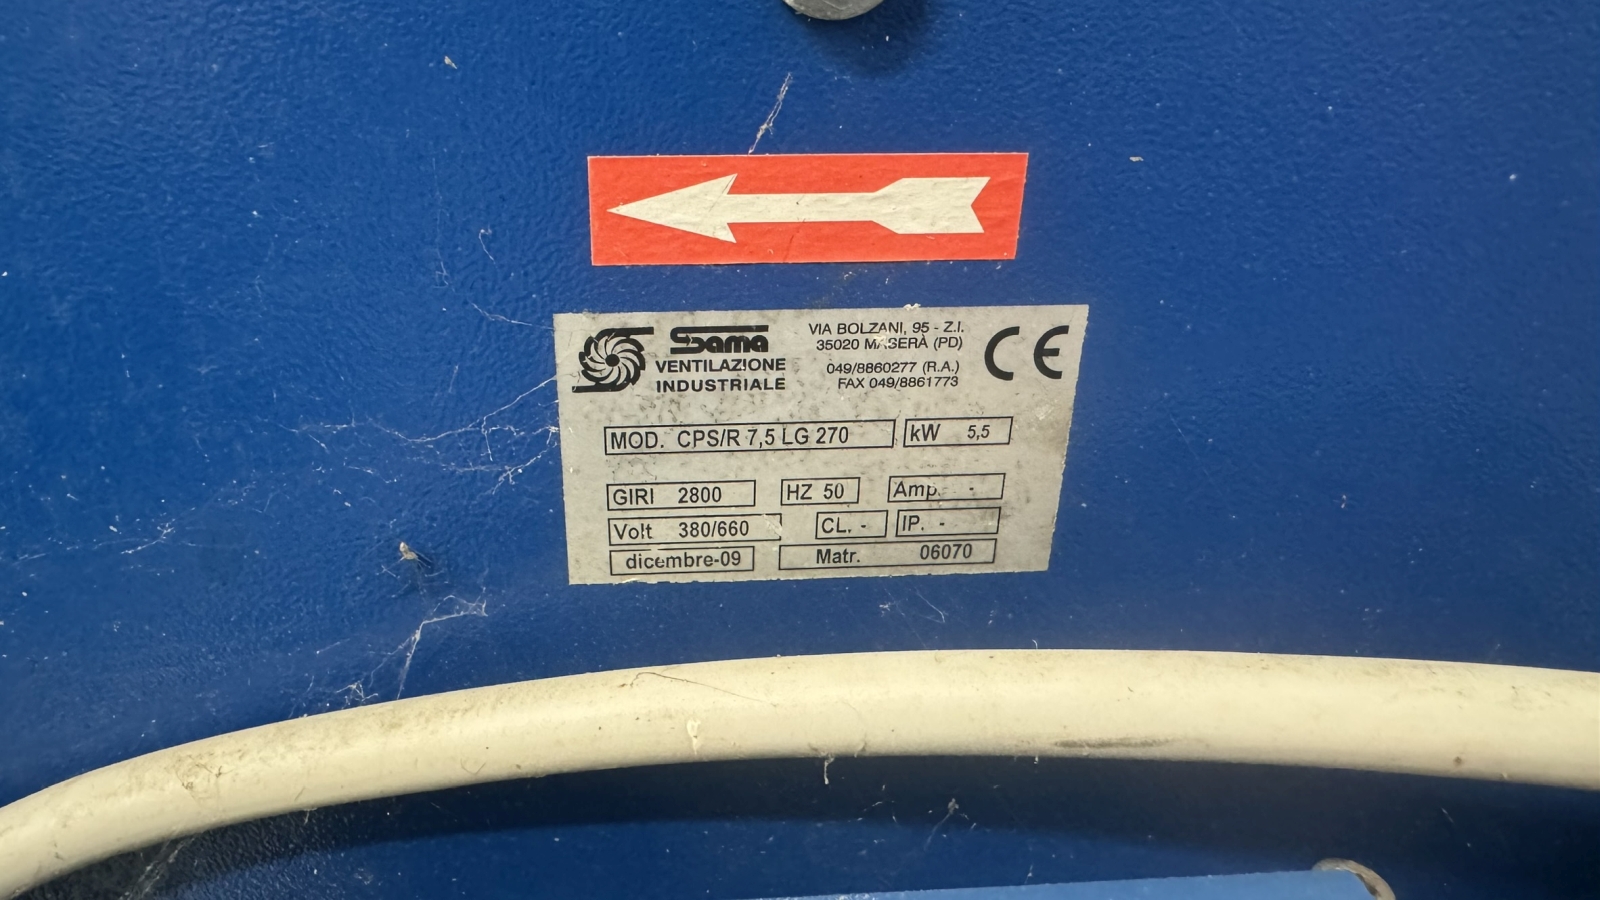 Sama
VENTILAZIONE
INDUSTRIALE
VIA BOLZANI, 95 - Z.I.
35020 MASERÀ (PD)
049/8860277 (R.A.)
FAX 049/8861773
CE
MOD. CPS/R 7,5 LG 270
kW 5,5
GIRI 2800
HZ 50
Amp. -
Volt 380/660
CL. -
IP. -
dicembre-09
Matr. 06070